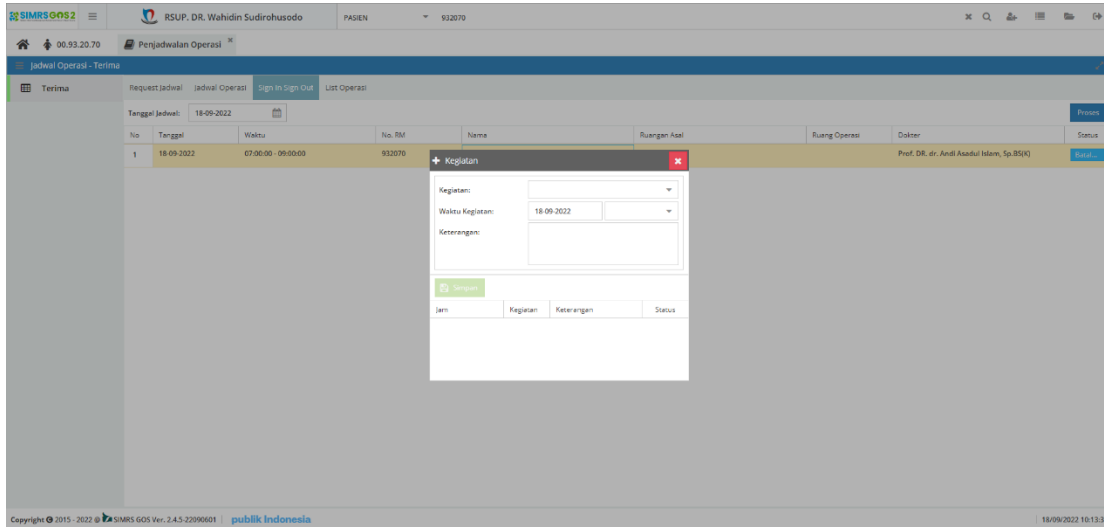 SIMRSGOS2 RSUP. DR. Wahidin Sudirohusodo PASIEN 932070
00.93.20.70 Penjadwalan Operasi
Jadwal Operasi - Terima
Terima Request Jadwal Jadwal Operasi Sign In Sign Out List Operasi
Tanggal Jadwal: 18-09-2022 Proses
No Tanggal Waktu No. RM Nama Ruangan Asal Ruang Operasi Dokter Status
1 18-09-2022 07:00:00 - 09:00:00 932070 Prof. DR. dr. Andi Asadul Islam, Sp.BS(K) Batal...
Kegiatan
Kegiatan:
Waktu Kegiatan: 18-09-2022
Keterangan:
Simpan
Jam Kegiatan Keterangan Status
Copyright © 2015 - 2022 @ SIMRS GOS Ver. 2.4.5-22090601 publik Indonesia 18/09/2022 10:13:3